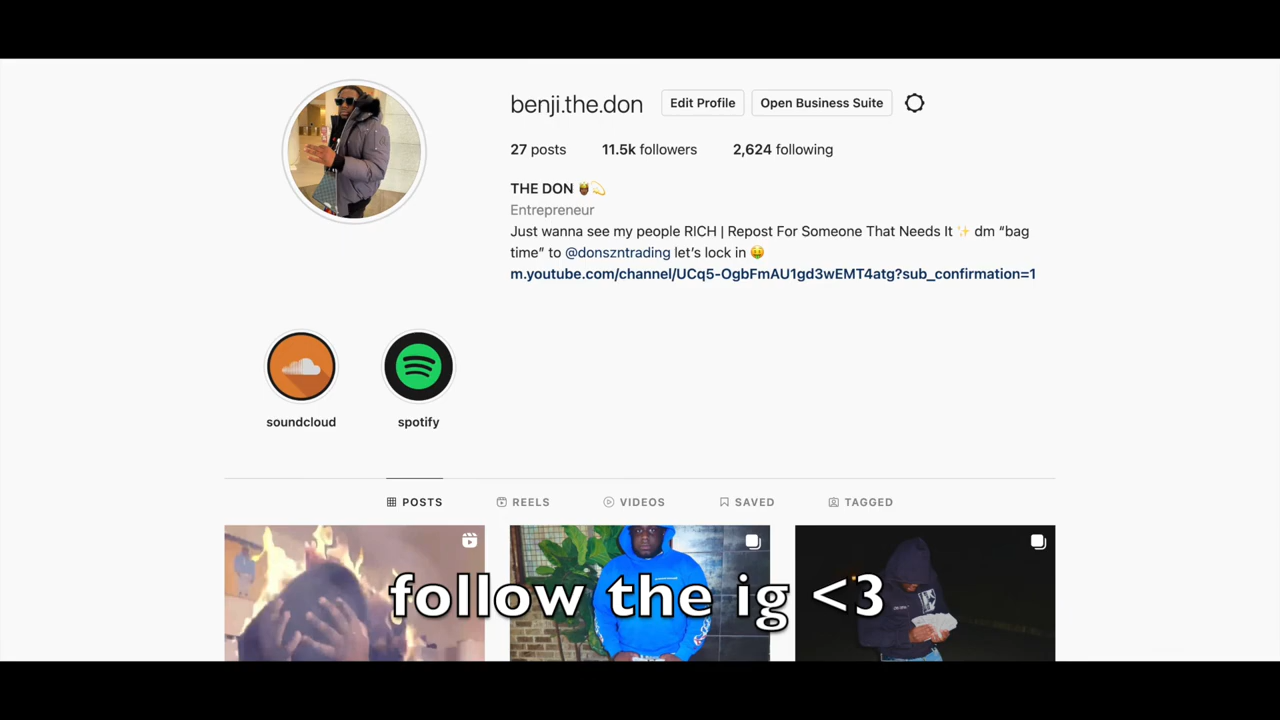 benji.the.don Edit Profile Open Business Suite
27 posts 11.5k followers 2,624 following
THE DON 🤴🏿💫
Entrepreneur
Just wanna see my people RICH | Repost For Someone That Needs It ✨ dm “bag
time” to @donszntrading let’s lock in 🤑
m.youtube.com/channel/UCq5-OgbFmAU1gd3wEMT4atg?sub_confirmation=1
soundcloud spotify
POSTS REELS VIDEOS SAVED TAGGED
follow the ig <3